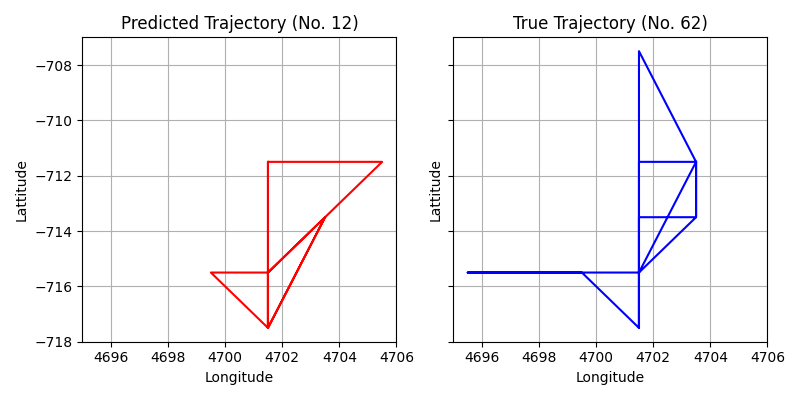 Predicted Trajectory (No. 12)
True Trajectory (No. 62)
Lattitude
−708
−710
−712
−714
−716
−718
4696 4698 4700 4702 4704 4706
Longitude
Lattitude
4696 4698 4700 4702 4704 4706
Longitude